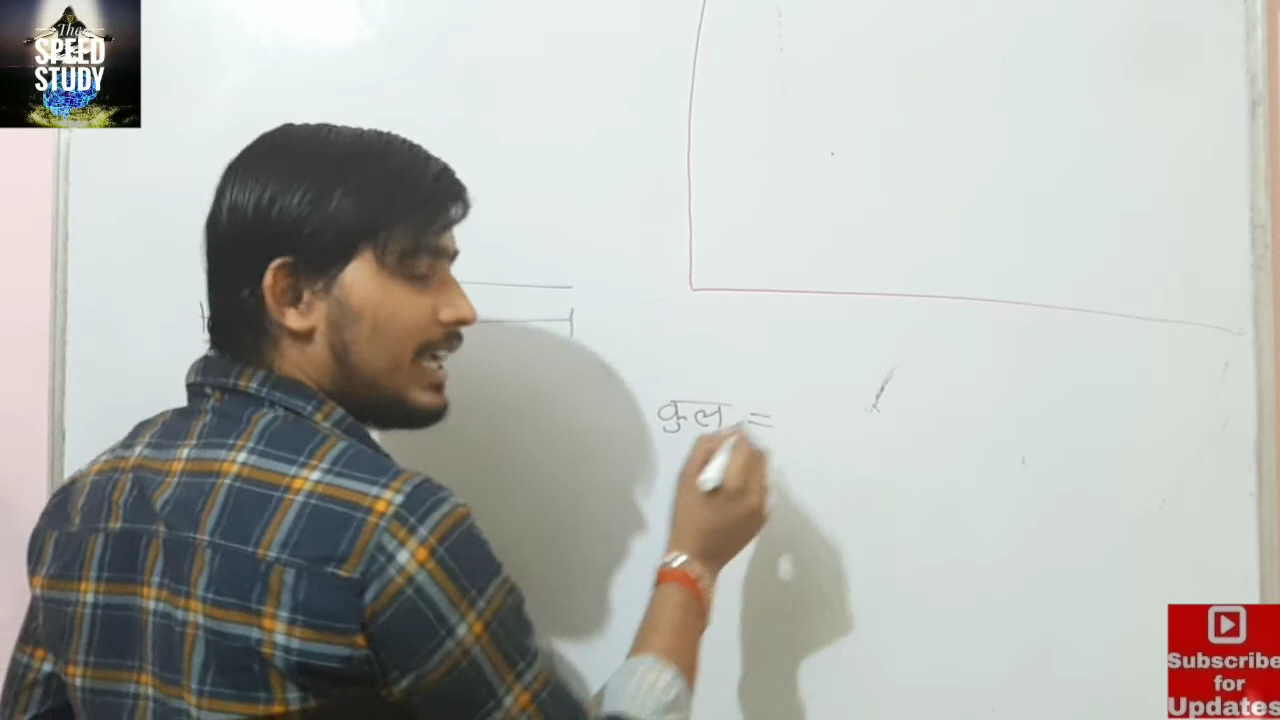 The
SPEED
STUDY
कुल =
Subscribe
for
Updates